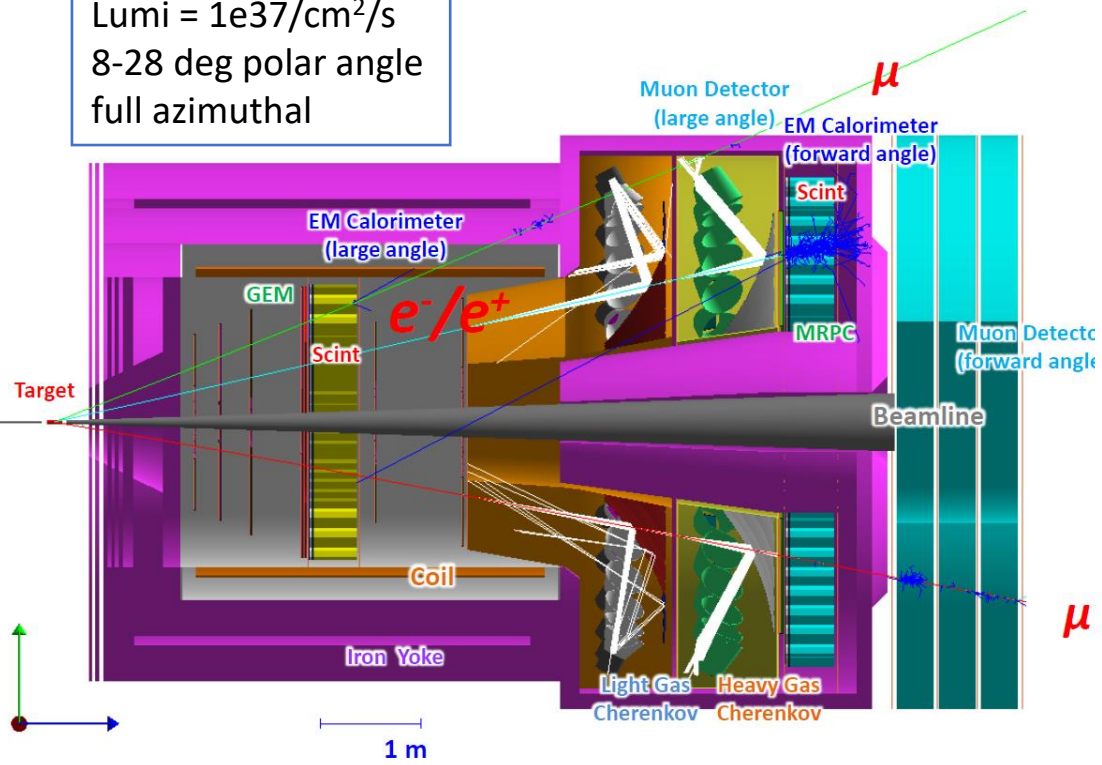 Lumi = 1e37/cm²/s
8-28 deg polar angle
full azimuthal
μ
Muon Detector
(large angle)
EM Calorimeter
(forward angle)
Scint
EM Calorimeter
(large angle)
GEM
e⁻/e⁺
Scint
MRPC
Muon Detecto
(forward angle
Target
Beamline
Coil
μ
Iron Yoke
Light Gas
Cherenkov
Heavy Gas
Cherenkov
1 m